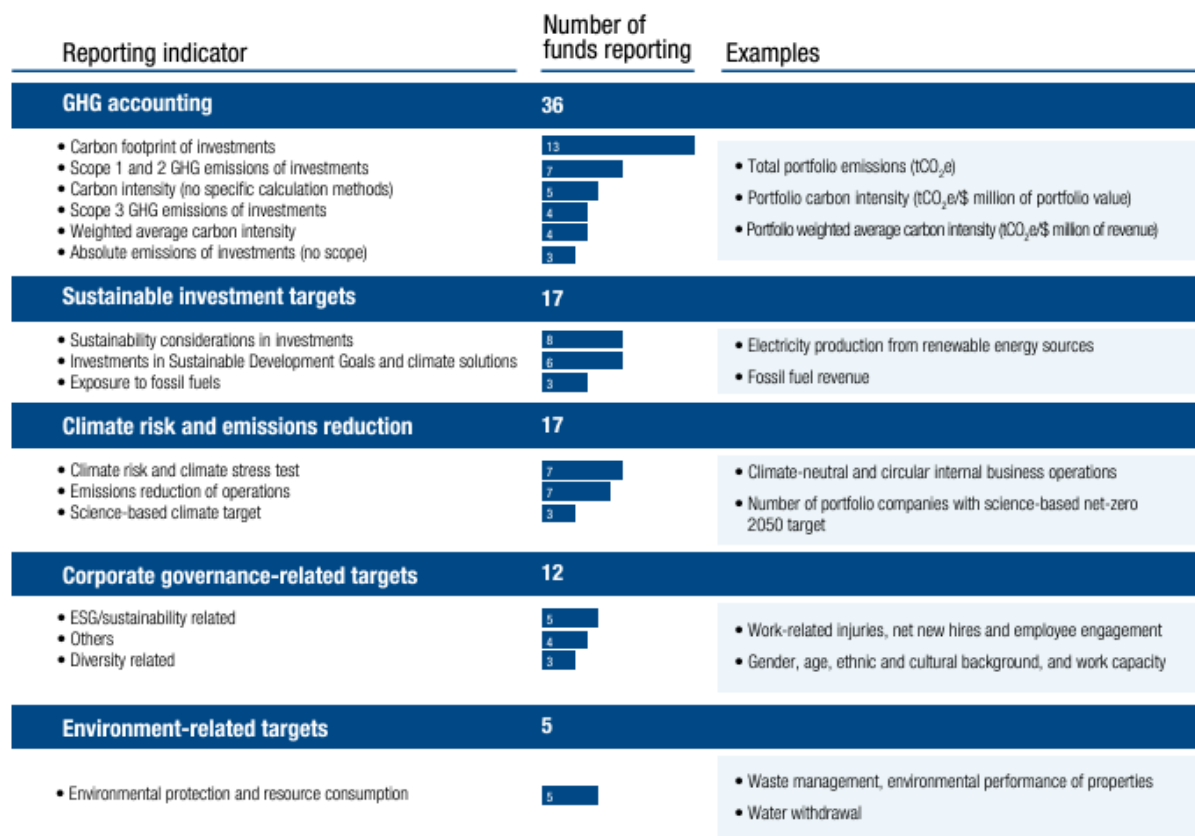 Reporting indicator
Number of
funds reporting
Examples
GHG accounting 36
• Carbon footprint of investments 13
• Scope 1 and 2 GHG emissions of investments 7
• Carbon intensity (no specific calculation methods) 5
• Scope 3 GHG emissions of investments 4
• Weighted average carbon intensity 4
• Absolute emissions of investments (no scope) 3
• Total portfolio emissions (tCO₂e)
• Portfolio carbon intensity (tCO₂e/$ million of portfolio value)
• Portfolio weighted average carbon intensity (tCO₂e/$ million of revenue)
Sustainable investment targets 17
• Sustainability considerations in investments 8
• Investments in Sustainable Development Goals and climate solutions 6
• Exposure to fossil fuels 3
• Electricity production from renewable energy sources
• Fossil fuel revenue
Climate risk and emissions reduction 17
• Climate risk and climate stress test 7
• Emissions reduction of operations 7
• Science-based climate target 3
• Climate-neutral and circular internal business operations
• Number of portfolio companies with science-based net-zero
2050 target
Corporate governance-related targets 12
• ESG/sustainability related 5
• Others 4
• Diversity related 3
• Work-related injuries, net new hires and employee engagement
• Gender, age, ethnic and cultural background, and work capacity
Environment-related targets 5
• Environmental protection and resource consumption 5
• Waste management, environmental performance of properties
• Water withdrawal